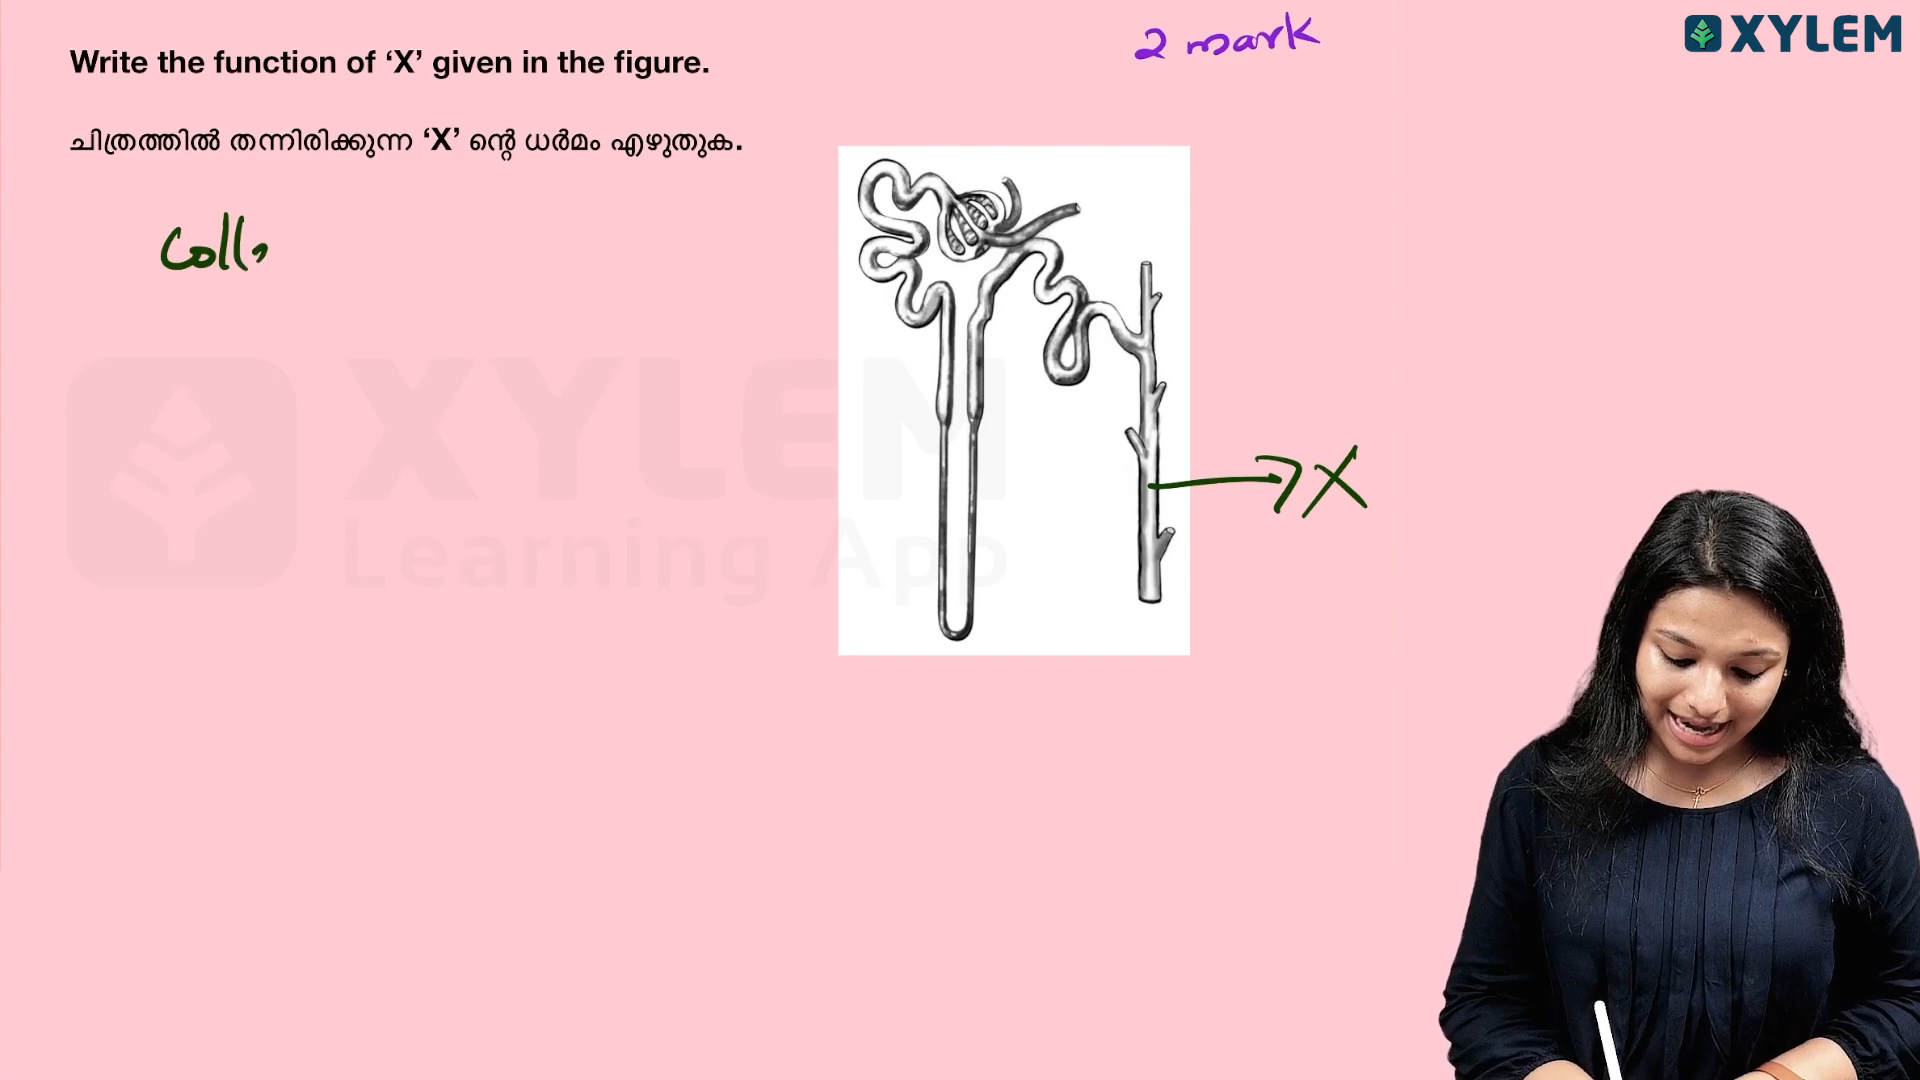 Write the function of ‘X’ given in the figure.
2 mark
XYLEM
ചിത്രത്തിൽ തന്നിരിക്കുന്ന ‘X’ ന്റെ ധർമം എഴുതുക.
Coll
XYLEM
Learning App
X